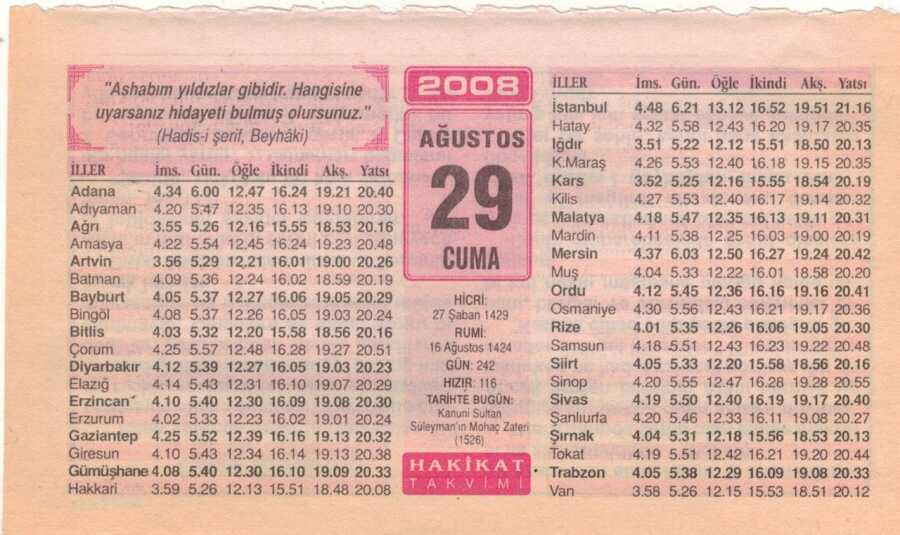 "Ashabım yıldızlar gibidir. Hangisine
uyarsanız hidayeti bulmuş olursunuz."
(Hadis-i şerif, Beyhâki)
İLLER İms. Gün. Öğle İkindi Akş. Yatsı
Adana 4.34 6.00 12.47 16.24 19.21 20.40
Adıyaman 4.20 5.47 12.35 16.13 19.10 20.30
Ağrı 3.55 5.26 12.16 15.55 18.53 20.16
Amasya 4.22 5.54 12.45 16.24 19.23 20.48
Artvin 3.56 5.29 12.21 16.01 19.00 20.26
Batman 4.09 5.36 12.24 16.02 18.59 20.19
Bayburt 4.05 5.37 12.27 16.06 19.05 20.29
Bingöl 4.08 5.37 12.26 16.05 19.03 20.24
Bitlis 4.03 5.32 12.20 15.58 18.56 20.16
Çorum 4.25 5.57 12.48 16.28 19.27 20.51
Diyarbakır 4.12 5.39 12.27 16.05 19.03 20.23
Elazığ 4.14 5.43 12.31 16.10 19.07 20.29
Erzincan 4.10 5.40 12.30 16.09 19.08 20.30
Erzurum 4.02 5.33 12.23 16.02 19.01 20.24
Gaziantep 4.25 5.52 12.39 16.16 19.13 20.32
Giresun 4.10 5.43 12.34 16.14 19.13 20.38
Gümüşhane 4.08 5.40 12.30 16.10 19.09 20.33
Hakkari 3.59 5.26 12.13 15.51 18.48 20.08
2008
AĞUSTOS
29
CUMA
HİCRİ:
27 Şaban 1429
RUMİ:
16 Ağustos 1424
GÜN: 242
HIZIR: 116
TARİHTE BUGÜN:
Kanuni Sultan
Süleyman'ın Mohaç Zaferi
(1526)
HAKİKAT
TAKVİMİ
İLLER İms. Gün. Öğle İkindi Akş. Yatsı
İstanbul 4.48 6.21 13.12 16.52 19.51 21.16
Hatay 4.32 5.58 12.43 16.20 19.17 20.35
Iğdır 3.51 5.22 12.12 15.51 18.50 20.13
K.Maraş 4.26 5.53 12.40 16.18 19.15 20.35
Kars 3.52 5.25 12.16 15.55 18.54 20.19
Kilis 4.27 5.53 12.40 16.17 19.14 20.32
Malatya 4.18 5.47 12.35 16.13 19.11 20.31
Mardin 4.11 5.38 12.25 16.03 19.00 20.19
Mersin 4.37 6.03 12.50 16.27 19.24 20.42
Muş 4.04 5.33 12.22 16.01 18.58 20.20
Ordu 4.12 5.45 12.36 16.16 19.16 20.41
Osmaniye 4.30 5.56 12.43 16.21 19.17 20.36
Rize 4.01 5.35 12.26 16.06 19.05 20.30
Samsun 4.18 5.51 12.43 16.23 19.22 20.48
Siirt 4.05 5.33 12.20 15.58 18.56 20.16
Sinop 4.20 5.55 12.47 16.28 19.28 20.55
Sivas 4.19 5.50 12.40 16.19 19.17 20.40
Şanlıurfa 4.20 5.46 12.33 16.11 19.08 20.27
Şırnak 4.04 5.31 12.18 15.56 18.53 20.13
Tokat 4.19 5.51 12.42 16.21 19.20 20.44
Trabzon 4.05 5.38 12.29 16.09 19.08 20.33
Van 3.58 5.26 12.15 15.53 18.51 20.12